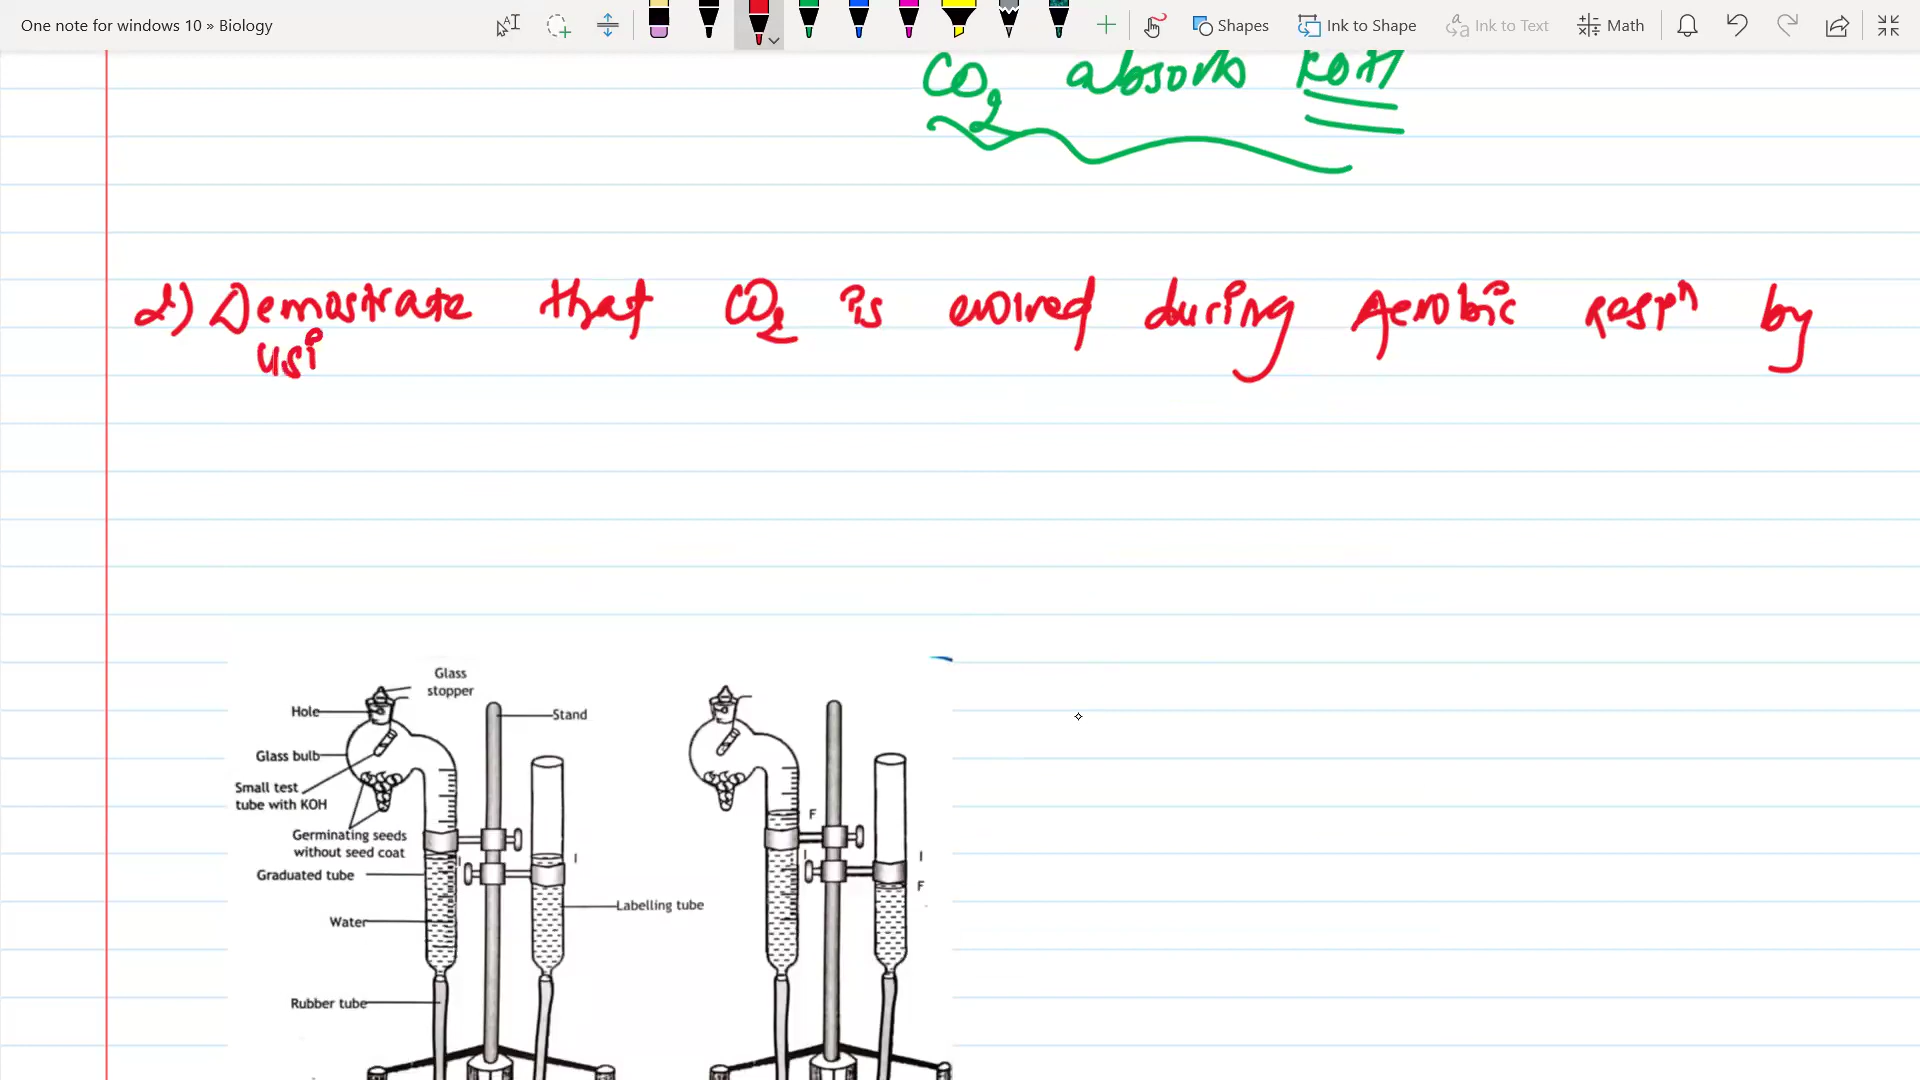 One note for windows 10 » Biology
Shapes
Ink to Shape
Ink to Text
Math
CO2 absorb KOH
2) Demostrate that CO2 is evolved during Aerobic respn by
usi
Glass
stopper
Hole
Stand
Glass bulb
Small test
tube with KOH
Germinating seeds
without seed coat
Graduated tube
Water
Labelling tube
Rubber tube
I
I
F
I
I
F